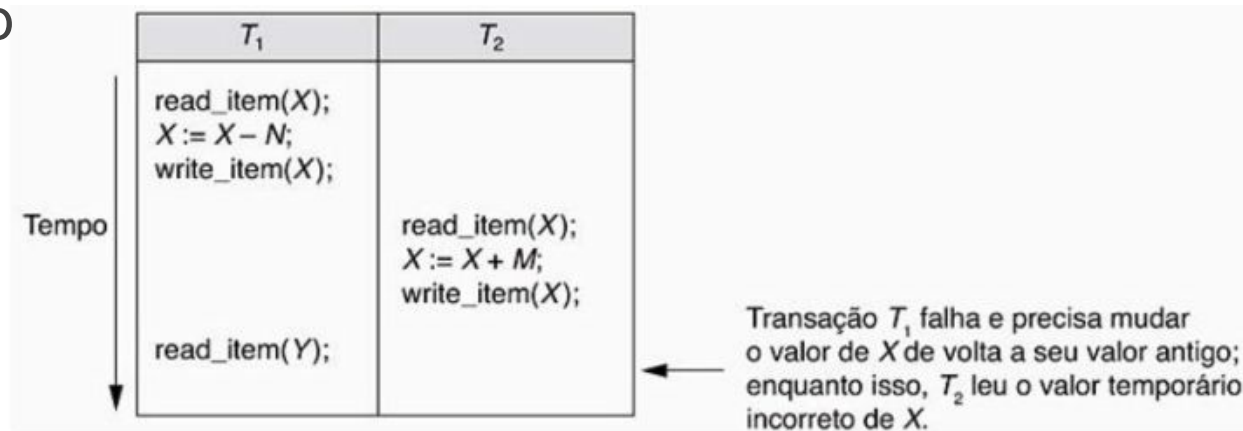 T₁ T₂
read_item(X);
X := X – N;
write_item(X);
Tempo
read_item(X);
X := X + M;
write_item(X);
read_item(Y);
Transação T₁ falha e precisa mudar
o valor de X de volta a seu valor antigo;
enquanto isso, T₂ leu o valor temporário
incorreto de X.